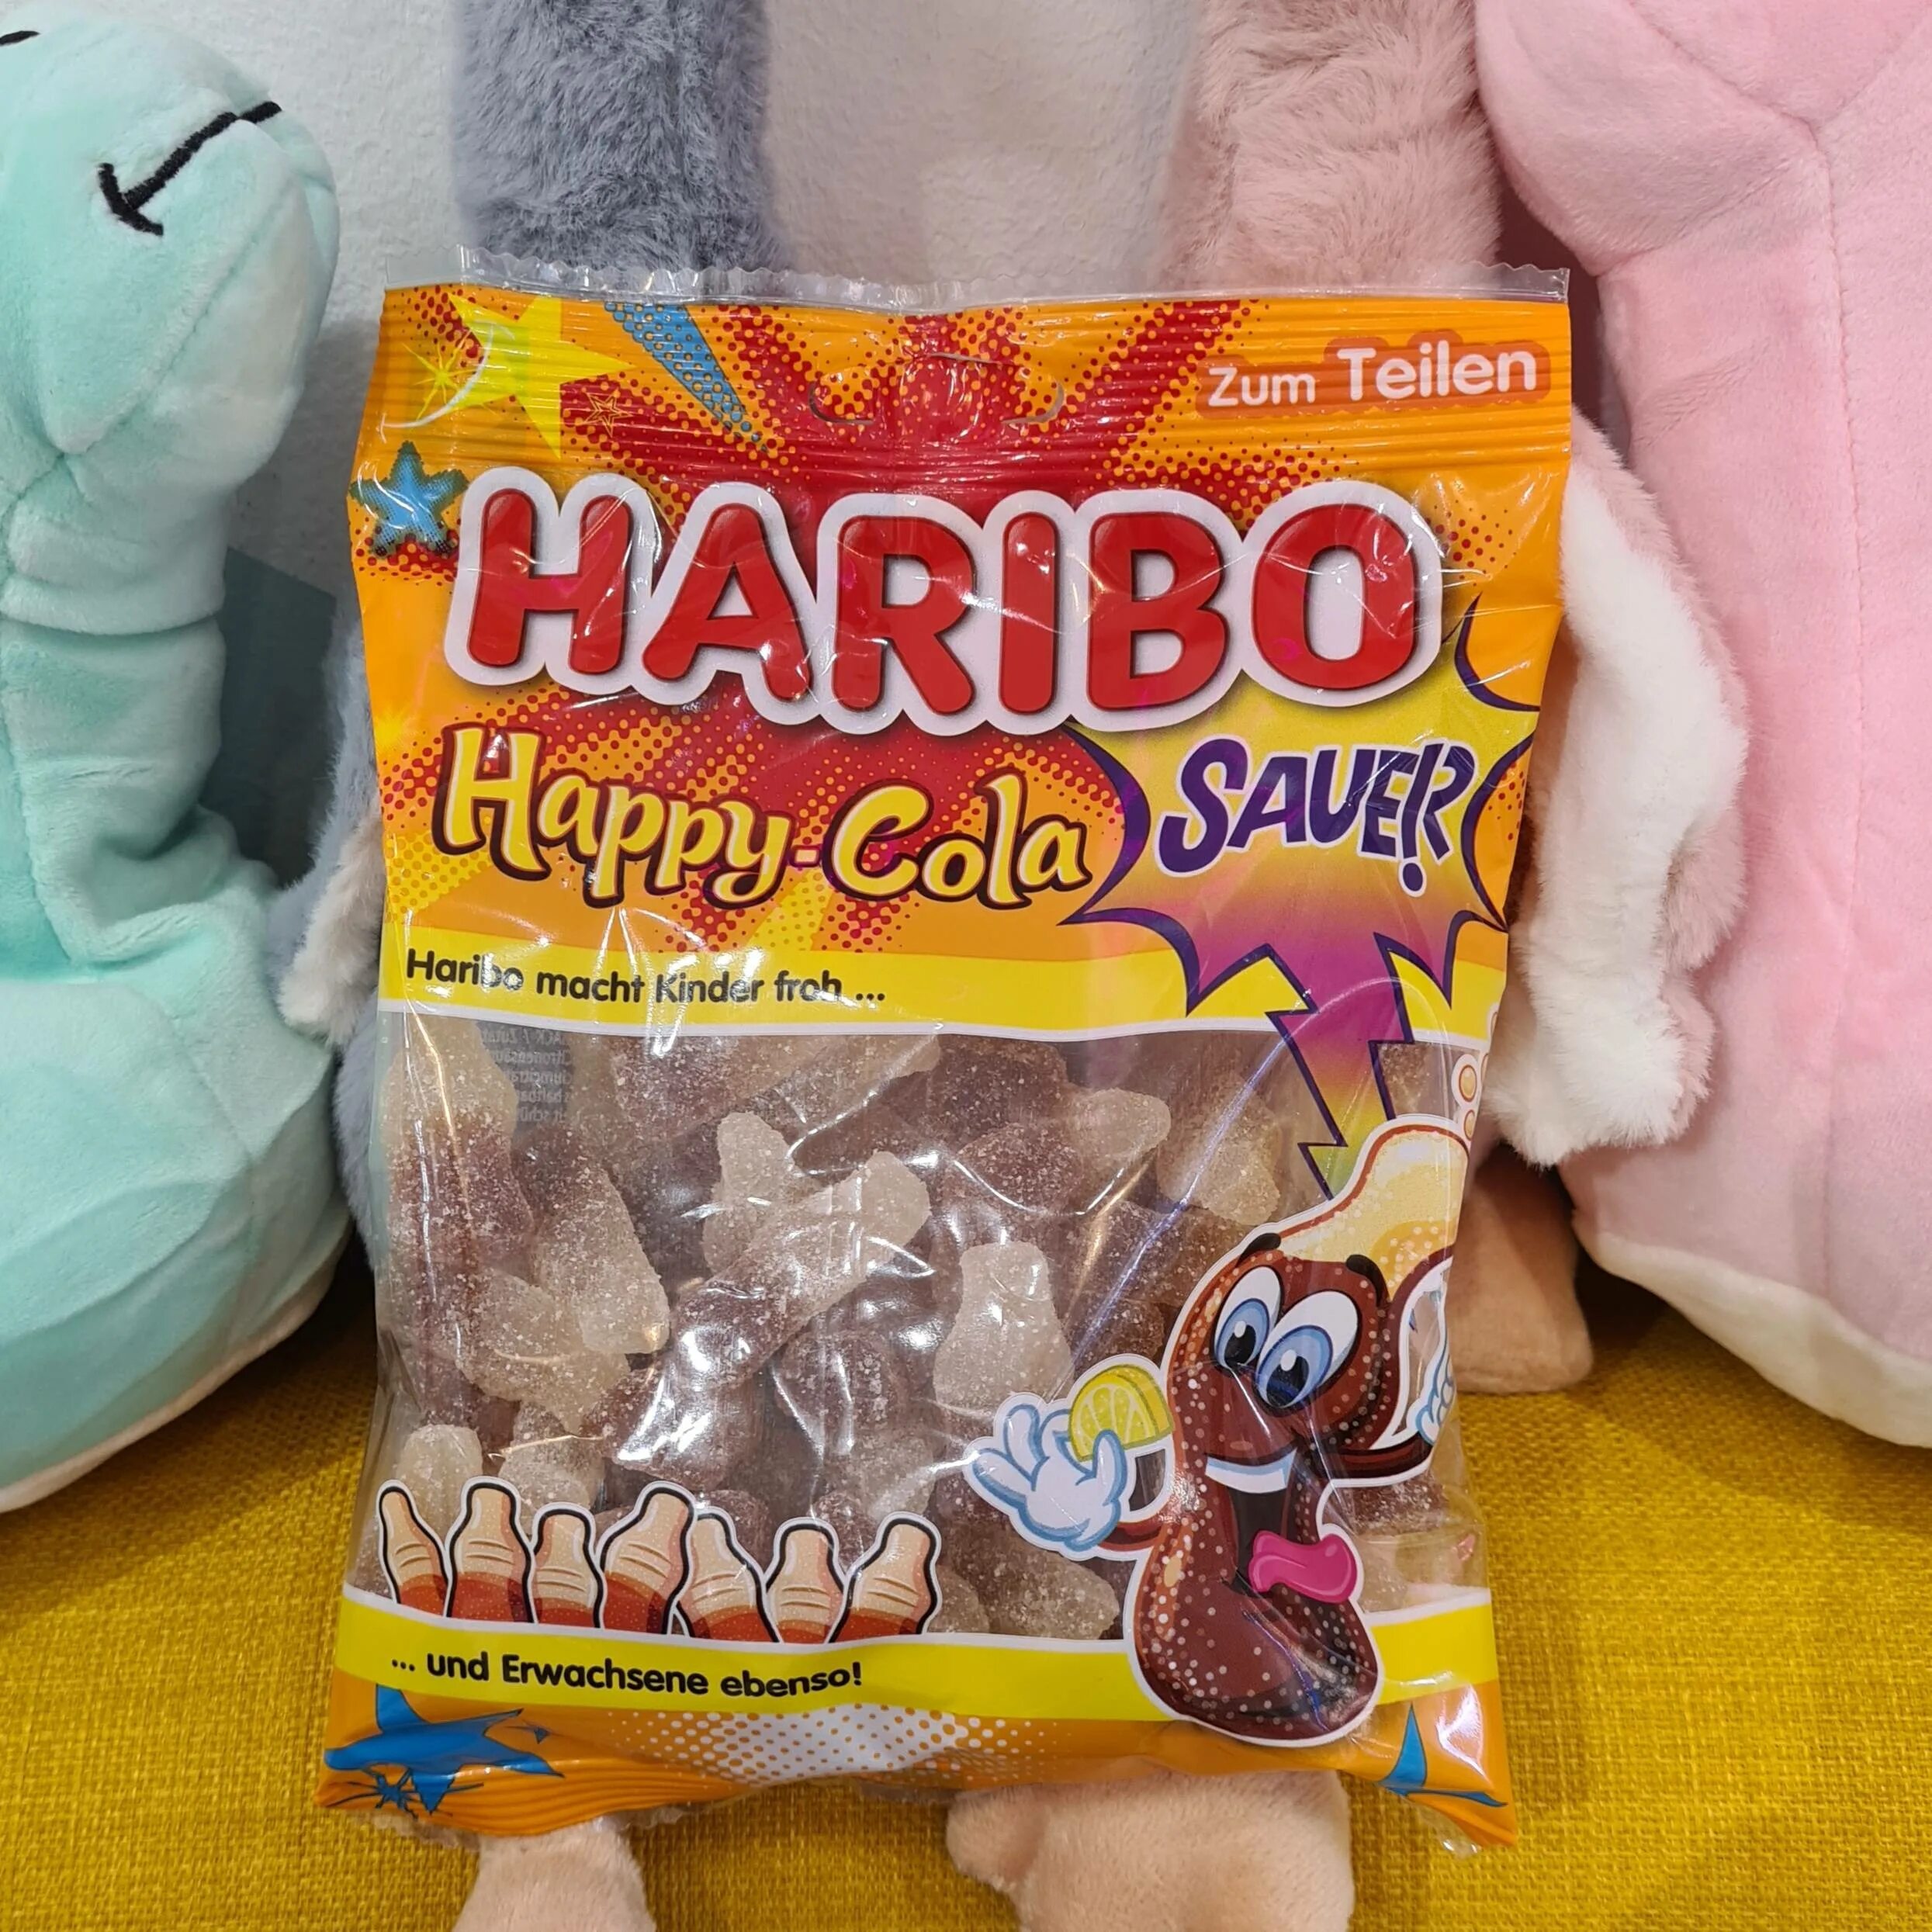 Zum Teilen
HARIBO
Happy-Cola
SAUER!
Haribo macht Kinder froh ...
... und Erwachsene ebenso!